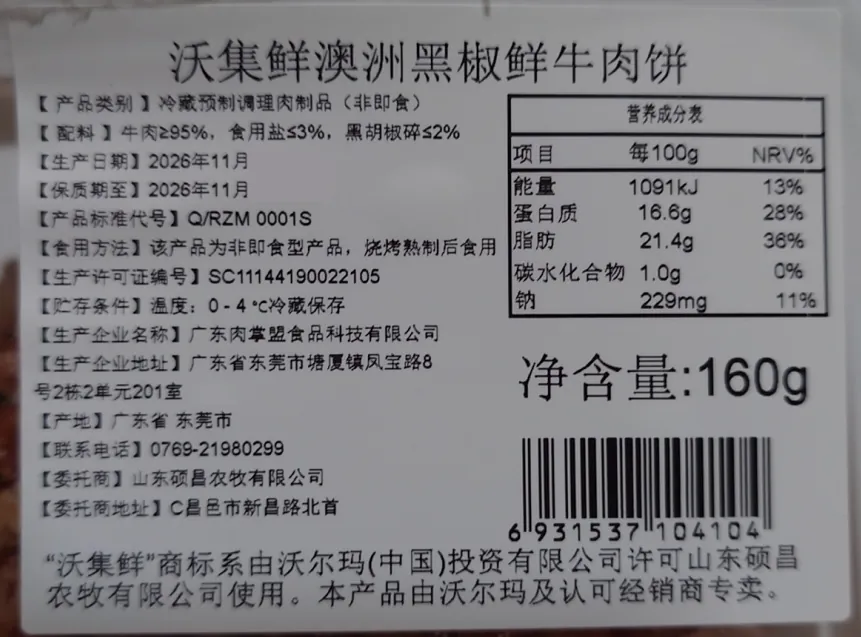 沃集鲜澳洲黑椒鲜牛肉饼
【产品类别】冷藏预制调理肉制品（非即食）
【配料】牛肉≥95%，食用盐≤3%，黑胡椒碎≤2%
【生产日期】2026年11月
【保质期至】2026年11月
【产品标准代号】Q/RZM 0001S
【食用方法】该产品为非即食型产品，烧烤熟制后食用
【生产许可证编号】SC11144190022105
【贮存条件】温度：0-4℃冷藏保存
【生产企业名称】广东肉掌盟食品科技有限公司
【生产企业地址】广东省东莞市塘厦镇凤宝路8
号2栋2单元201室
【产地】广东省 东莞市
【联系电话】0769-21980299
【委托商】山东硕昌农牧有限公司
【委托商地址】C昌邑市新昌路北首
营养成分表
项目 每100g NRV%
能量 1091kJ 13%
蛋白质 16.6g 28%
脂肪 21.4g 36%
碳水化合物 1.0g 0%
钠 229mg 11%
净含量:160g
6 931537 104104
“沃集鲜”商标系由沃尔玛(中国)投资有限公司许可山东硕昌
农牧有限公司使用。本产品由沃尔玛及认可经销商专卖。